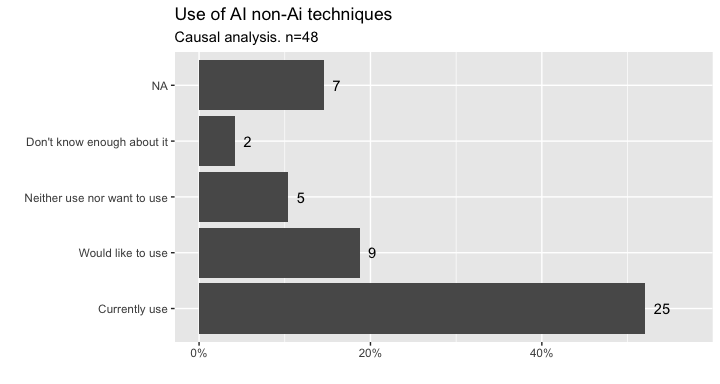 Use of AI non-Ai techniques
Causal analysis. n=48
NA
7
Don't know enough about it
2
Neither use nor want to use
5
Would like to use
9
Currently use
25
0%
20%
40%